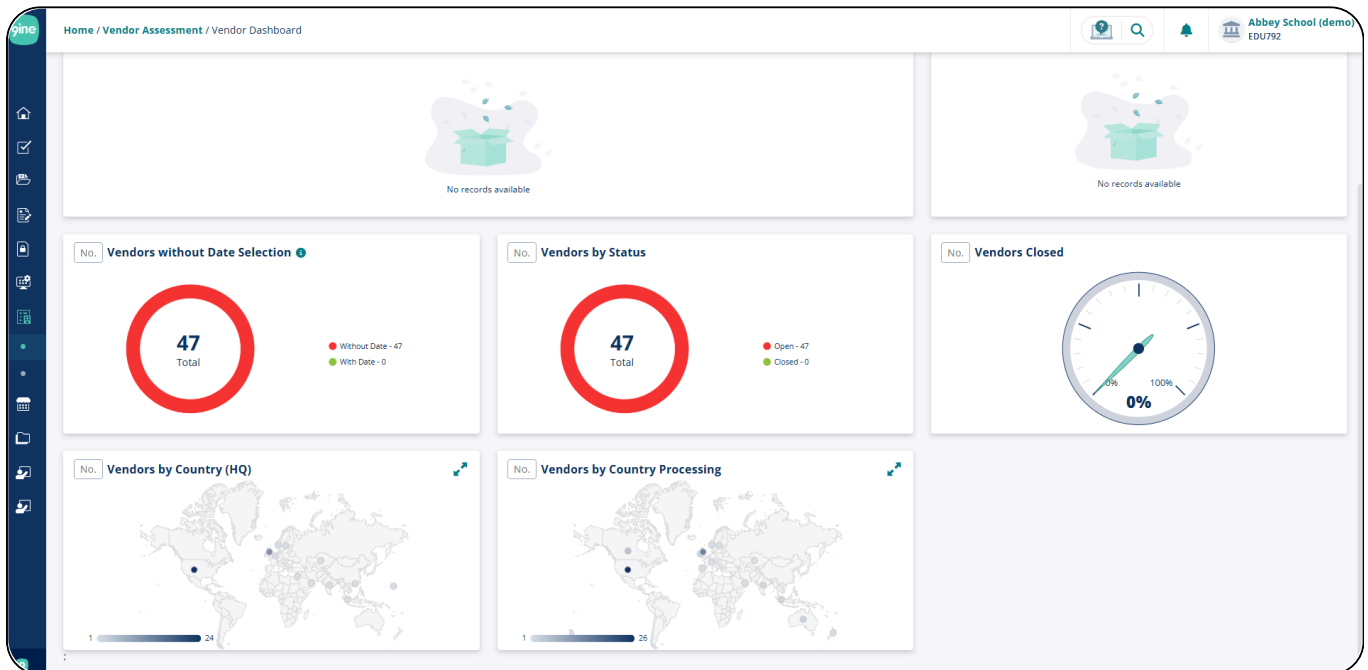 9ine
Home / Vendor Assessment / Vendor Dashboard
Abbey School (demo)
EDU792
No records available
No records available
No. Vendors without Date Selection
47
Total
Without Date - 47
With Date - 0
No. Vendors by Status
47
Total
Open - 47
Closed - 0
No. Vendors Closed
0% 100%
0%
No. Vendors by Country (HQ)
1 24
No. Vendors by Country Processing
1 26
;